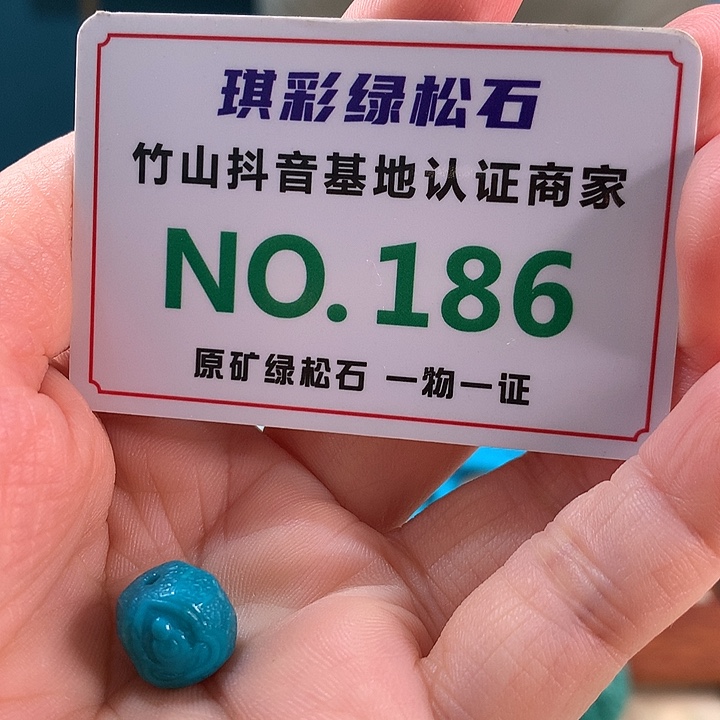 琪彩绿松石
竹山抖音基地认证商家
NO.186
原矿绿松石 一物一证